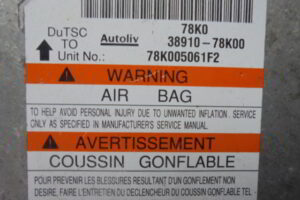 78K0
DuTSC Autoliv 38910-78K00
TO
Unit No.: 78K005061F2
WARNING
AIR BAG
TO HELP AVOID PERSONAL INJURY DUE TO UNWANTED INFLATION. SERVICE
ONLY AS SPECIFIED IN MANUFACTURER'S SERVICE MANUAL.
AVERTISSEMENT
COUSSIN GONFLABLE
POUR PREVENIR LES BLESSURES RESULTANT D'UN GONFLEMENT NON
DESIRE, FAIRE L'ENTRETIEN DU DECLENCHEUR DU COUSSIN GONFLABLE TEL